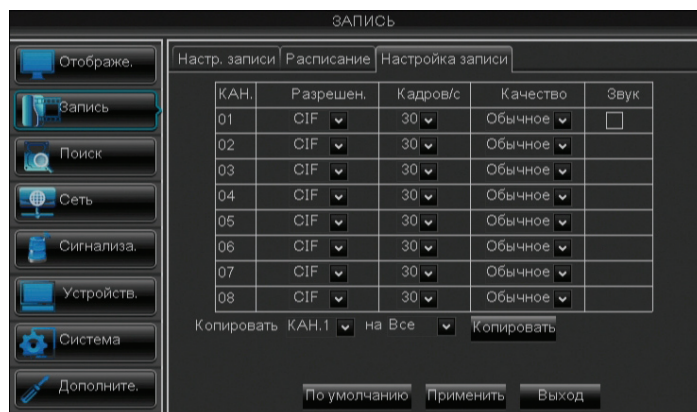 ЗАПИСЬ
Отображе.
Запись
Поиск
Сеть
Сигнализа.
Устройств.
Система
Дополните.
Настр. записи Расписание Настройка записи
КАН. Разрешен. Кадров/с Качество Звук
01 CIF 30 Обычное
02 CIF 30 Обычное
03 CIF 30 Обычное
04 CIF 30 Обычное
05 CIF 30 Обычное
06 CIF 30 Обычное
07 CIF 30 Обычное
08 CIF 30 Обычное
Копировать КАН.1 на Все Копировать
По умолчанию Применить Выход